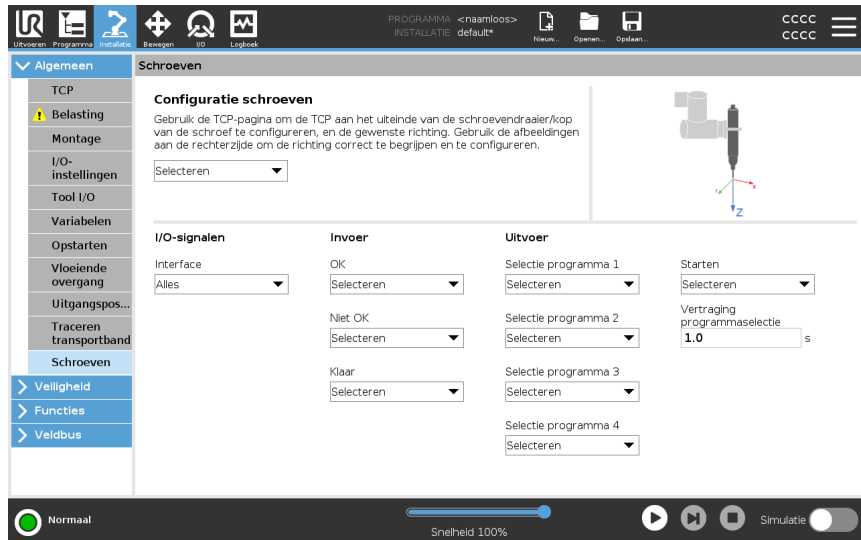 UR
Uitvoeren Programma Installatie Bewegen I/O Logboek
PROGRAMMA <naamloos>
INSTALLATIE default*
Nieuw... Openen... Opslaan...
cccc
cccc
Algemeen
TCP
Belasting
Montage
I/O-
instellingen
Tool I/O
Variabelen
Opstarten
Vloeiende
overgang
Uitgangspos...
Traceren
transportband
Schroeven
Veiligheid
Functies
Veldbus
Schroeven
Configuratie schroeven
Gebruik de TCP-pagina om de TCP aan het uiteinde van de schroevendraaier/kop
van de schroef te configureren, en de gewenste richting. Gebruik de afbeeldingen
aan de rechterzijde om de richting correct te begrijpen en te configureren.
Selecteren
Y
X
Z
I/O-signalen Invoer Uitvoer
Interface OK Selectie programma 1 Starten
Alles Selecteren Selecteren Selecteren
Niet OK Selectie programma 2 Vertraging
programmaselectie
Selecteren Selecteren 1.0 s
Klaar Selectie programma 3
Selecteren Selecteren
Selectie programma 4
Selecteren
Normaal
Snelheid 100%
Simulatie